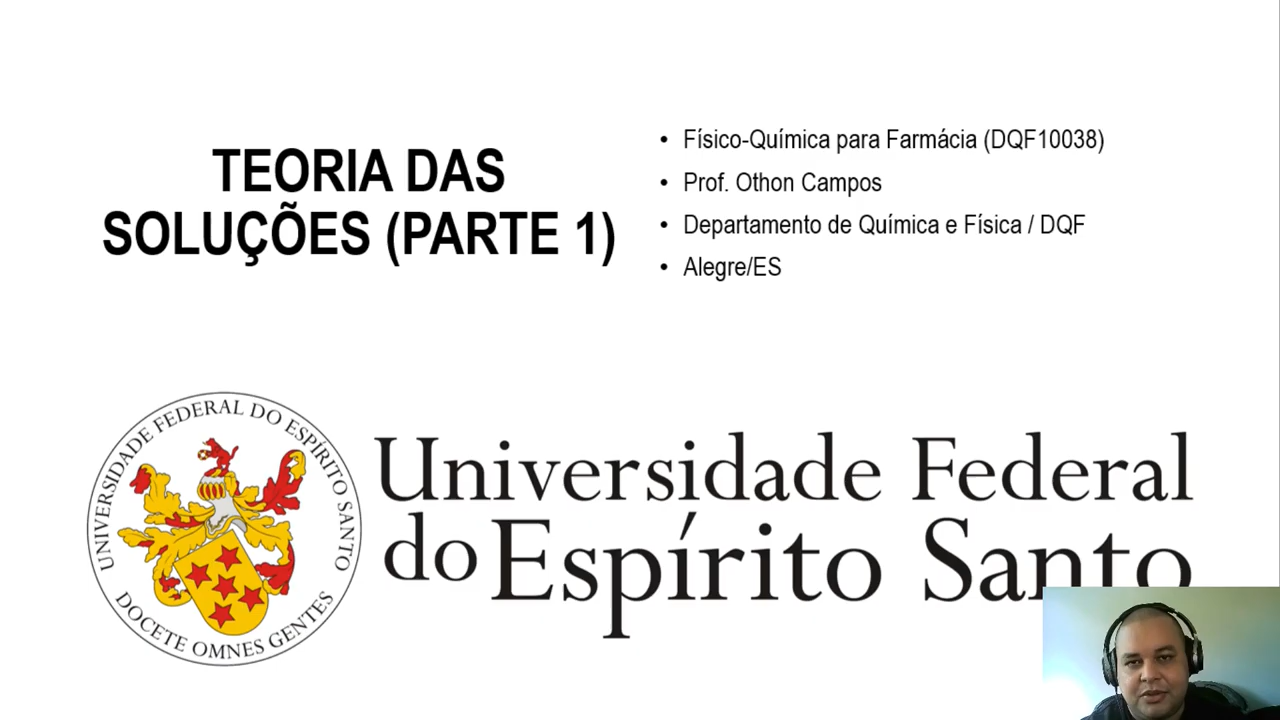 TEORIA DAS
SOLUÇÕES (PARTE 1)
• Físico-Química para Farmácia (DQF10038)
• Prof. Othon Campos
• Departamento de Química e Física / DQF
• Alegre/ES
UNIVERSIDADE FEDERAL DO ESPÍRITO SANTO
DOCETE OMNES GENTES
Universidade Federal
do Espírito Santo